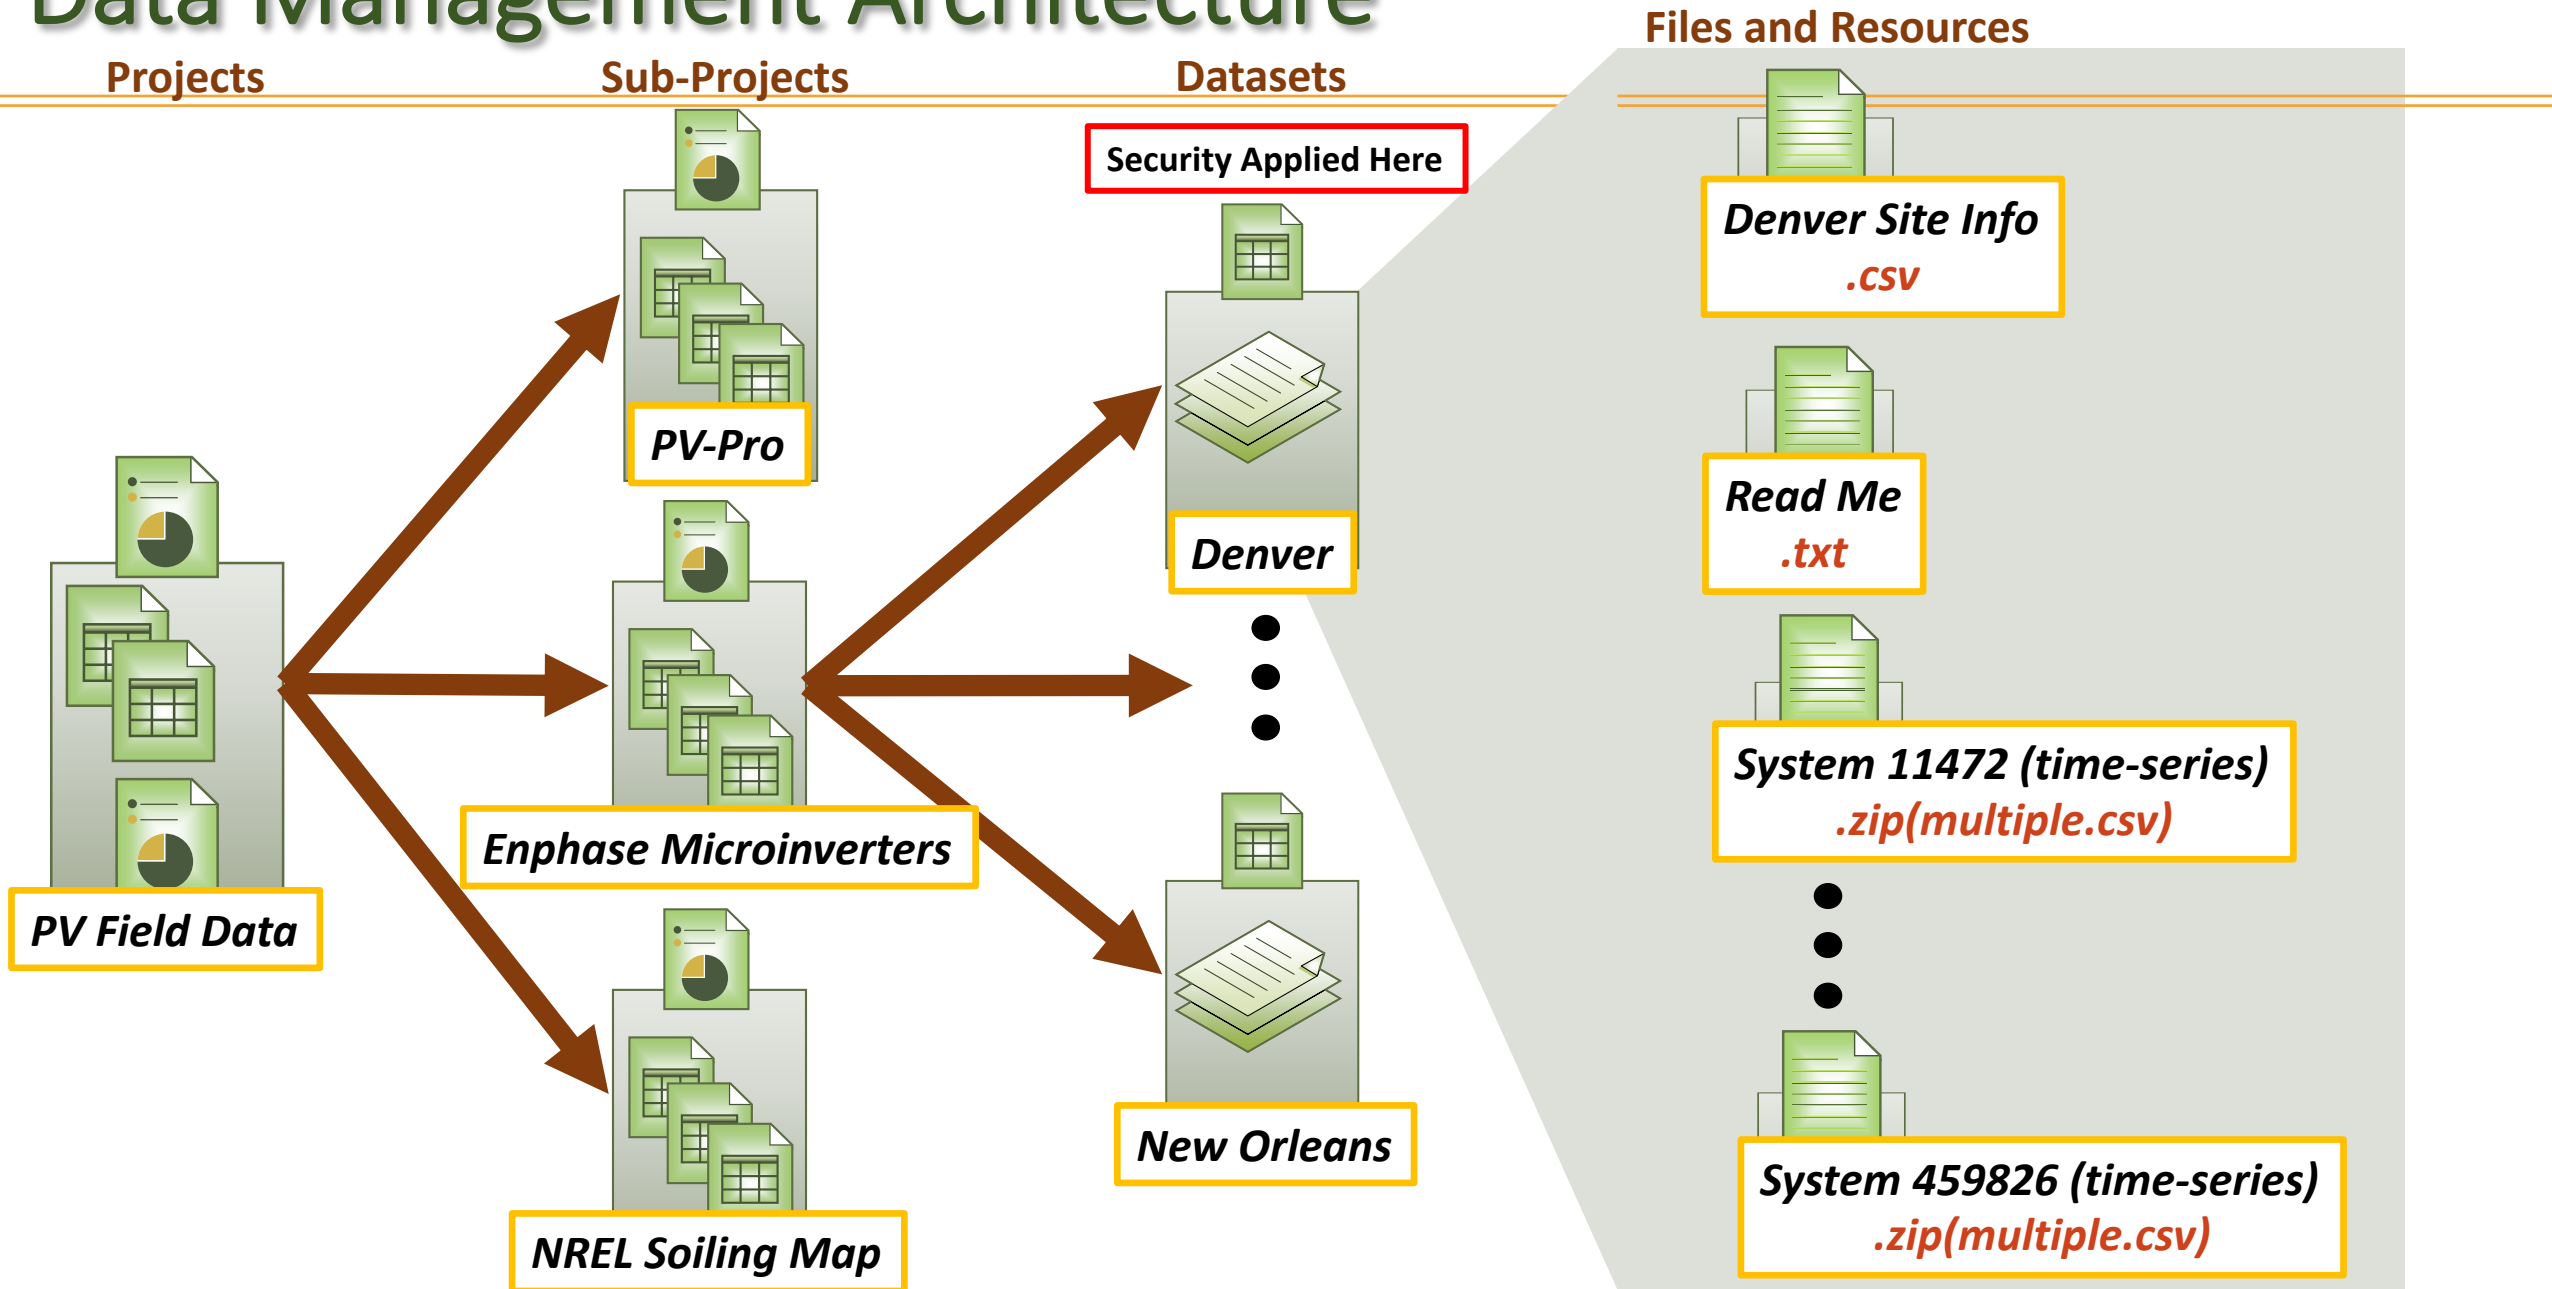 Data Management Architecture
Projects
Sub-Projects
Datasets
Files and Resources
Security Applied Here
PV Field Data
PV-Pro
Enphase Microinverters
NREL Soiling Map
Denver
New Orleans
Denver Site Info
.csv
Read Me
.txt
System 11472 (time-series)
.zip(multiple.csv)
System 459826 (time-series)
.zip(multiple.csv)